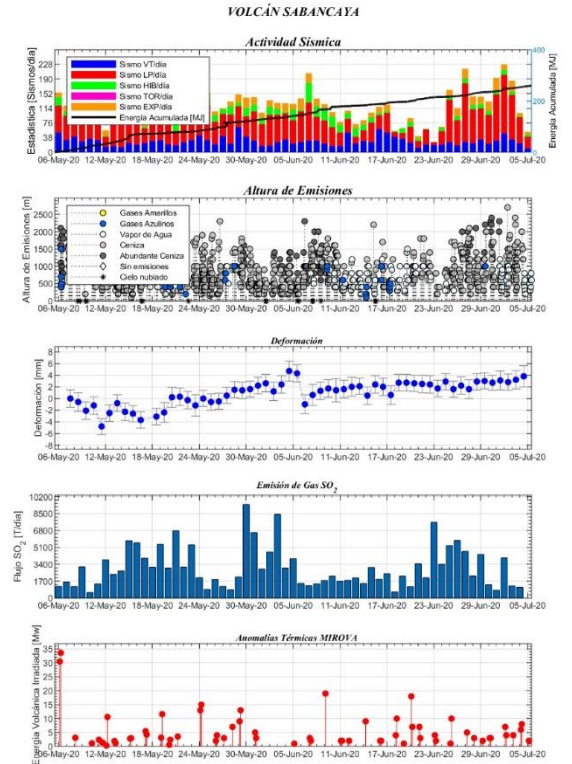 VOLCÁN SABANCAYA
Actividad Sísmica
Estadística [Sismos/día]
228
190
152
114
76
38
0
Sismo VT/día
Sismo LP/día
Sismo HIB/día
Sismo TOR/día
Sismo EXP/día
Energía Acumulada [MJ]
400
200
0
Energía Acumulada [MJ]
06-May-20 12-May-20 18-May-20 24-May-20 30-May-20 05-Jun-20 11-Jun-20 17-Jun-20 23-Jun-20 29-Jun-20 05-Jul-20
Altura de Emisiones
Altura de Emisiones [m]
2500
2000
1500
1000
500
0
Gases Amarillos
Gases Azulinos
Vapor de Agua
Ceniza
Abundante Ceniza
Sin emisiones
Cielo nublado
06-May-20 12-May-20 18-May-20 24-May-20 30-May-20 05-Jun-20 11-Jun-20 17-Jun-20 23-Jun-20 29-Jun-20 05-Jul-20
Deformación
Deformación [mm]
8
6
4
2
0
-2
-4
-6
-8
06-May-20 12-May-20 18-May-20 24-May-20 30-May-20 05-Jun-20 11-Jun-20 17-Jun-20 23-Jun-20 29-Jun-20 05-Jul-20
Emisión de Gas SO2
Flujo SO2 [T/día]
10200
8500
6800
5100
3400
1700
0
06-May-20 12-May-20 18-May-20 24-May-20 30-May-20 05-Jun-20 11-Jun-20 17-Jun-20 23-Jun-20 29-Jun-20 05-Jul-20
Anomalías Térmicas MIROVA
Energía Volcánica Irradiada [Mw]
35
30
25
20
15
10
5
0
06-May-20 12-May-20 18-May-20 24-May-20 30-May-20 05-Jun-20 11-Jun-20 17-Jun-20 23-Jun-20 29-Jun-20 05-Jul-20